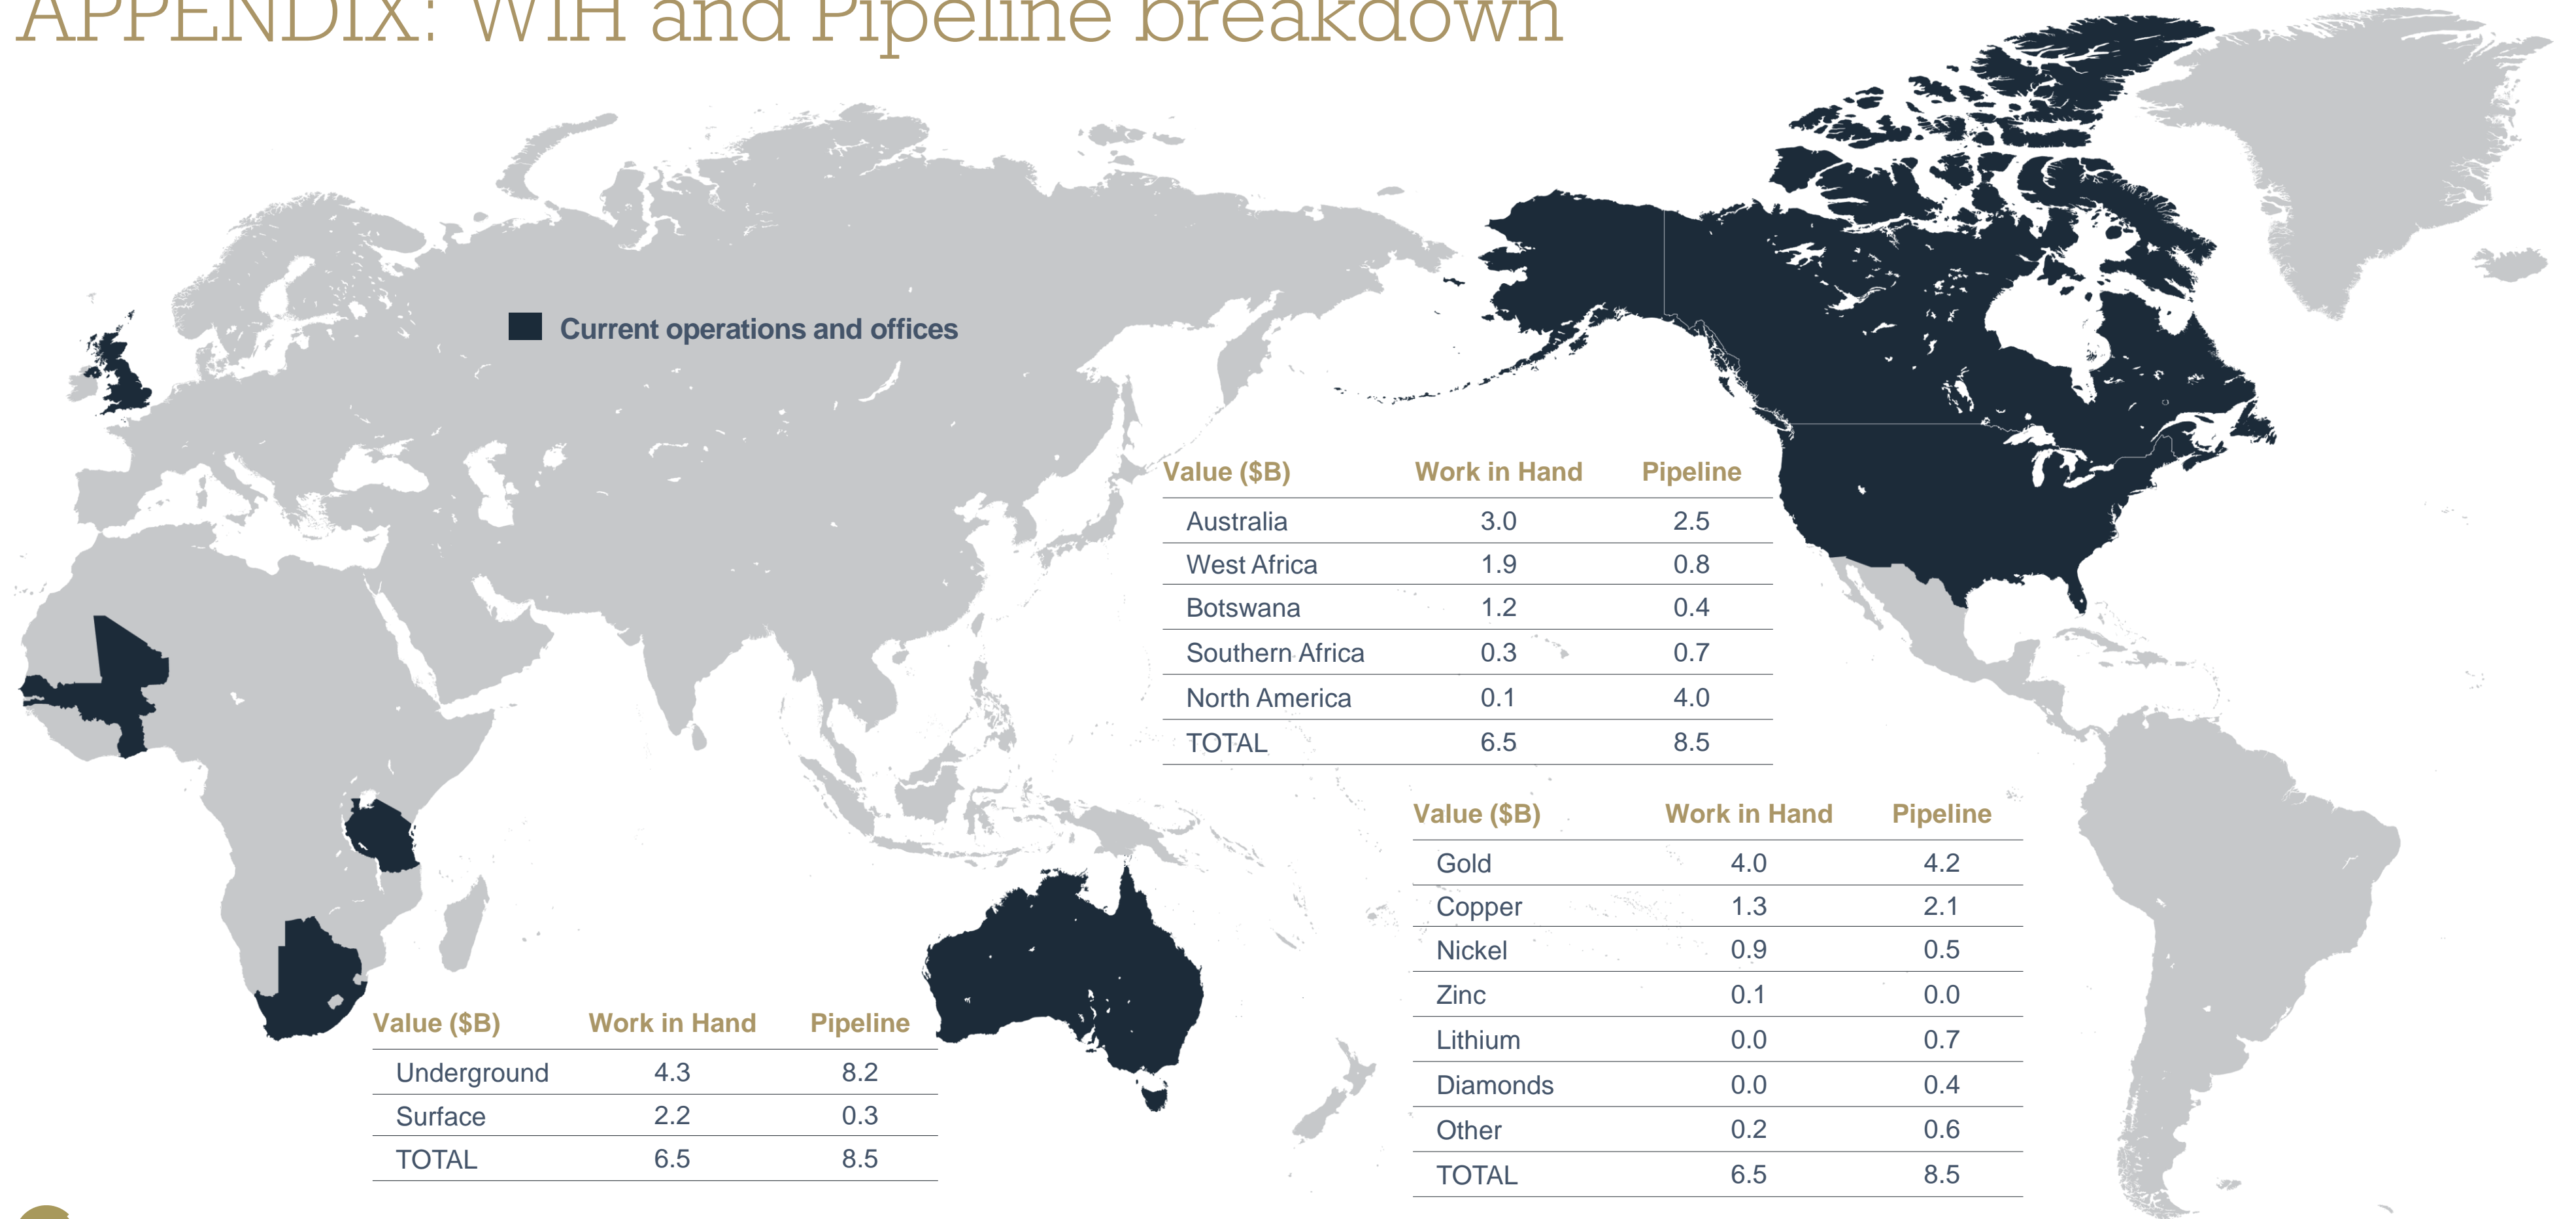 APPENDIX: WIH and Pipeline breakdown
Current operations and offices
Value ($B) Work in Hand Pipeline
Australia 3.0 2.5
West Africa 1.9 0.8
Botswana 1.2 0.4
Southern Africa 0.3 0.7
North America 0.1 4.0
TOTAL 6.5 8.5
Value ($B) Work in Hand Pipeline
Gold 4.0 4.2
Copper 1.3 2.1
Nickel 0.9 0.5
Zinc 0.1 0.0
Lithium 0.0 0.7
Diamonds 0.0 0.4
Other 0.2 0.6
TOTAL 6.5 8.5
Value ($B) Work in Hand Pipeline
Underground 4.3 8.2
Surface 2.2 0.3
TOTAL 6.5 8.5